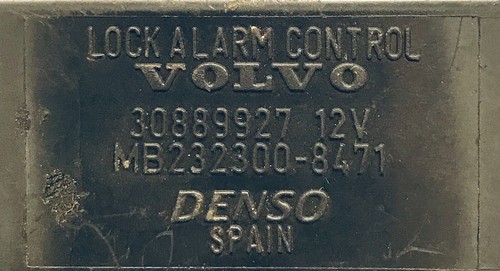 LOCK ALARM CONTROL
VOLVO
30889927 12V
MB232300-8471
DENSO
SPAIN